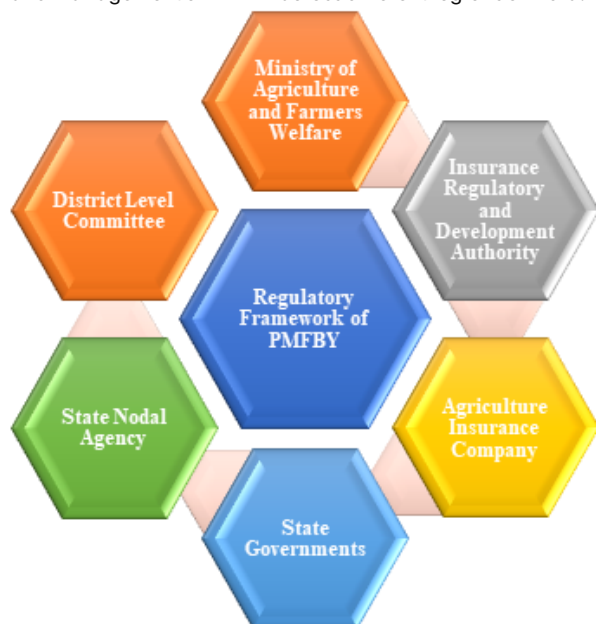 Ministry of
Agriculture
and Farmers
Welfare
Insurance
Regulatory
and
Development
Authority
Agriculture
Insurance
Company
State
Governments
State Nodal
Agency
District Level
Committee
Regulatory
Framework of
PMFBY